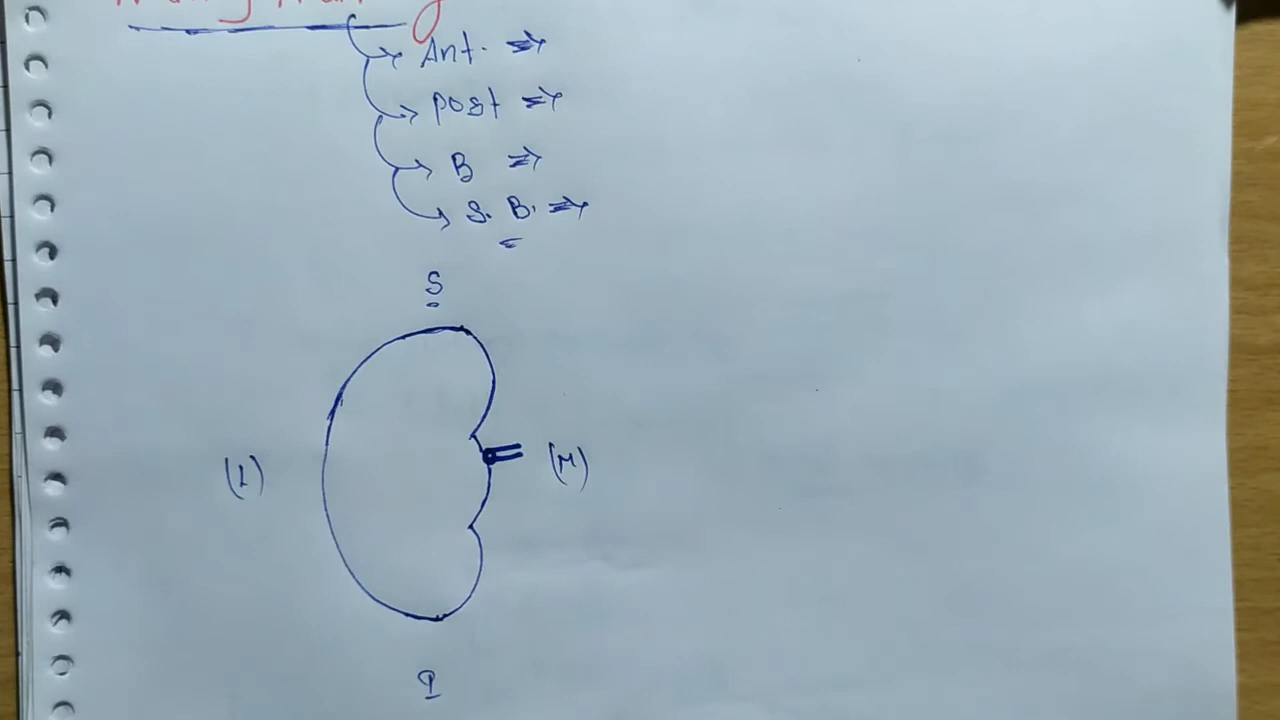 Ant. ⇒
post ⇒
B ⇒
S. B. ⇒
S
(L) (M)
I